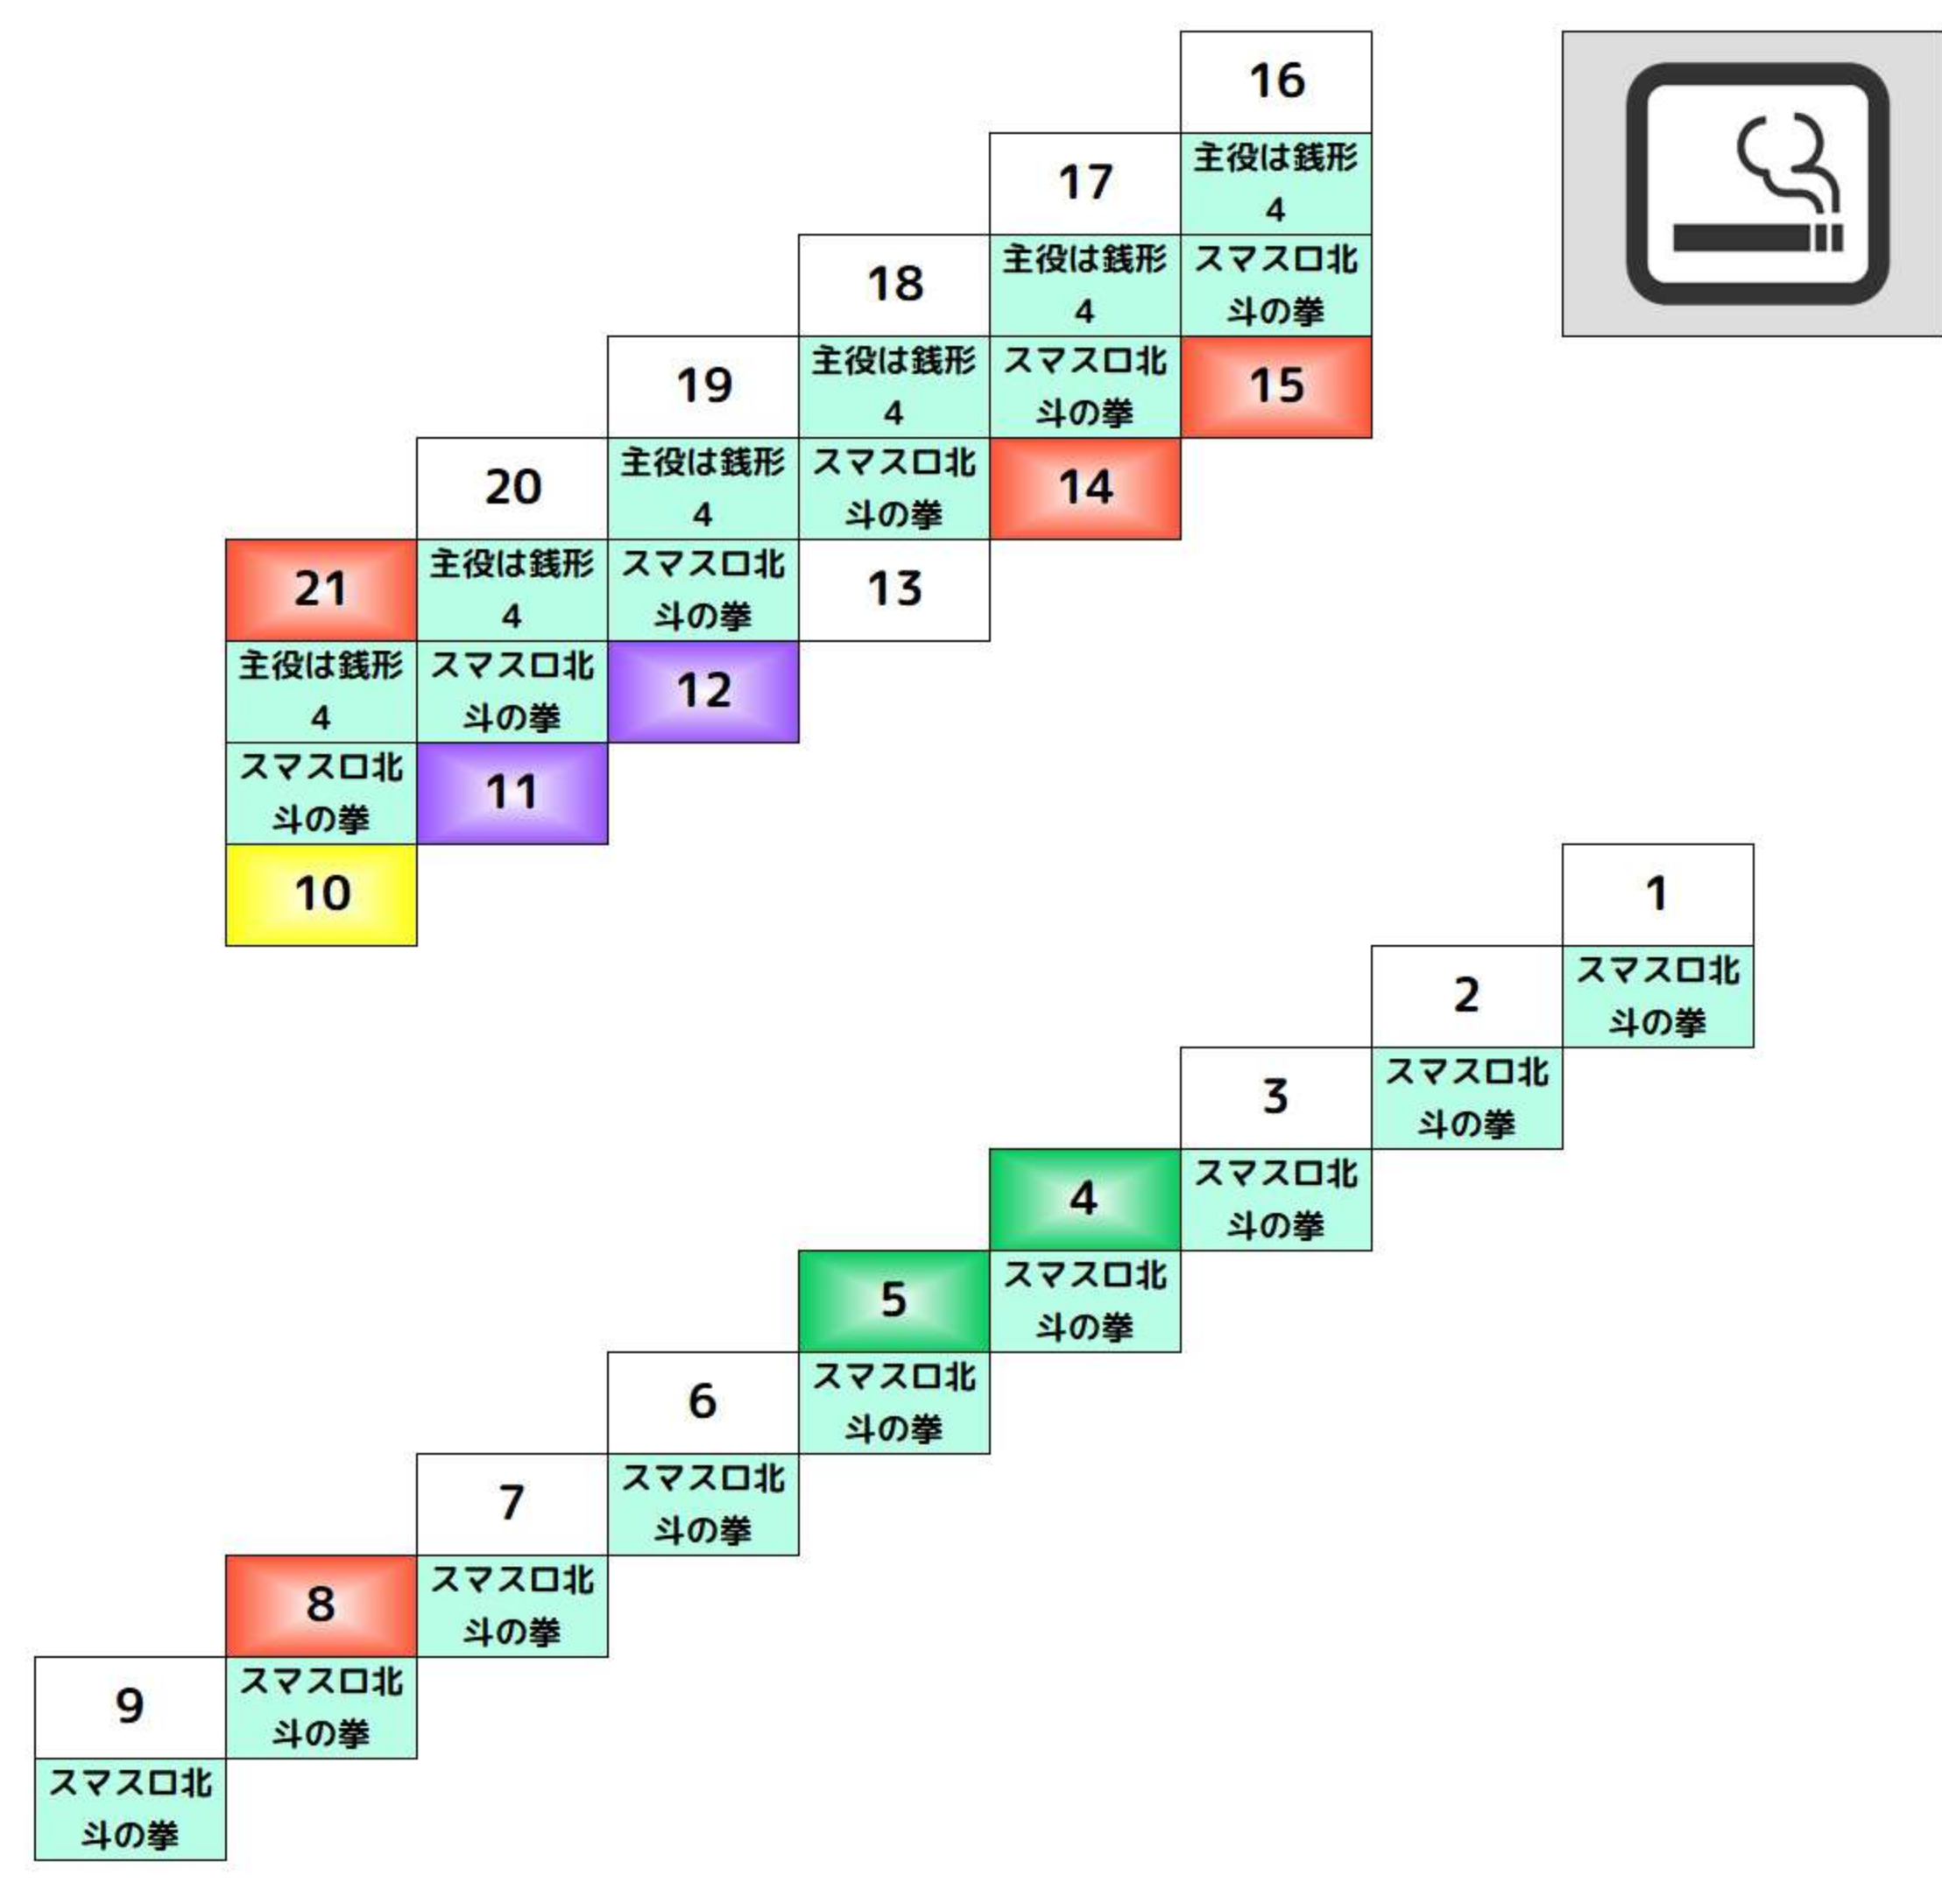 16
17
主役は銭形
4
18
主役は銭形
4
スマスロ北
斗の拳
19
主役は銭形
4
スマスロ北
斗の拳
15
20
主役は銭形
4
スマスロ北
斗の拳
14
21
主役は銭形
4
スマスロ北
斗の拳
13
主役は銭形
4
スマスロ北
斗の拳
12
スマスロ北
斗の拳
11
10
1
2
スマスロ北
斗の拳
3
スマスロ北
斗の拳
4
スマスロ北
斗の拳
5
スマスロ北
斗の拳
6
スマスロ北
斗の拳
7
スマスロ北
斗の拳
8
スマスロ北
斗の拳
9
スマスロ北
斗の拳
スマスロ北
斗の拳